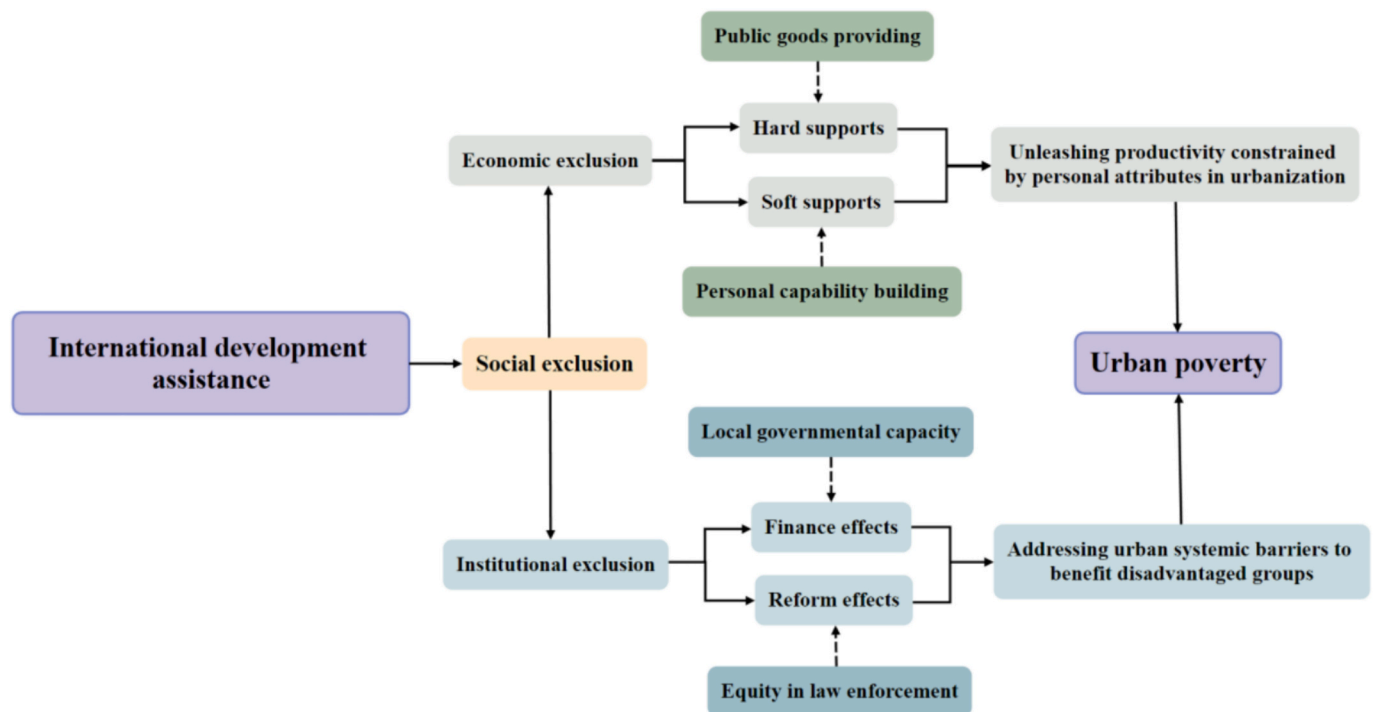 Public goods providing
Hard supports
Economic exclusion
Soft supports
Unleashing productivity constrained
by personal attributes in urbanization
Personal capability building
International development
assistance
Social exclusion
Urban poverty
Local governmental capacity
Finance effects
Institutional exclusion
Reform effects
Addressing urban systemic barriers to
benefit disadvantaged groups
Equity in law enforcement